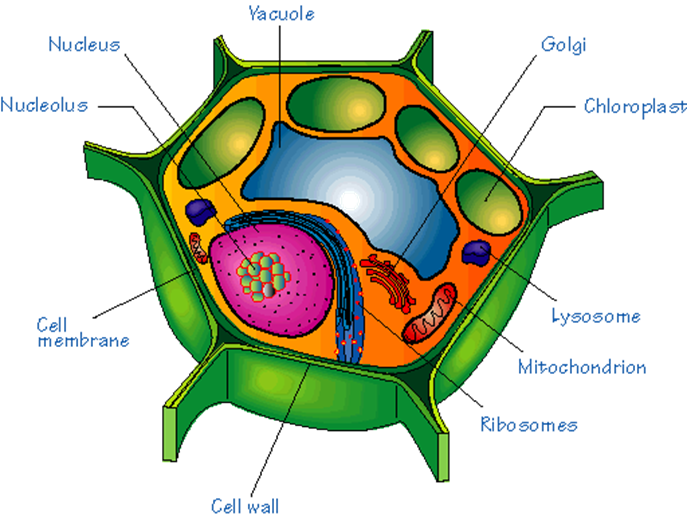 Vacuole
Nucleus
Golgi
Nucleolus
Chloroplast
Lysosome
Cell
membrane
Mitochondrion
Ribosomes
Cell wall